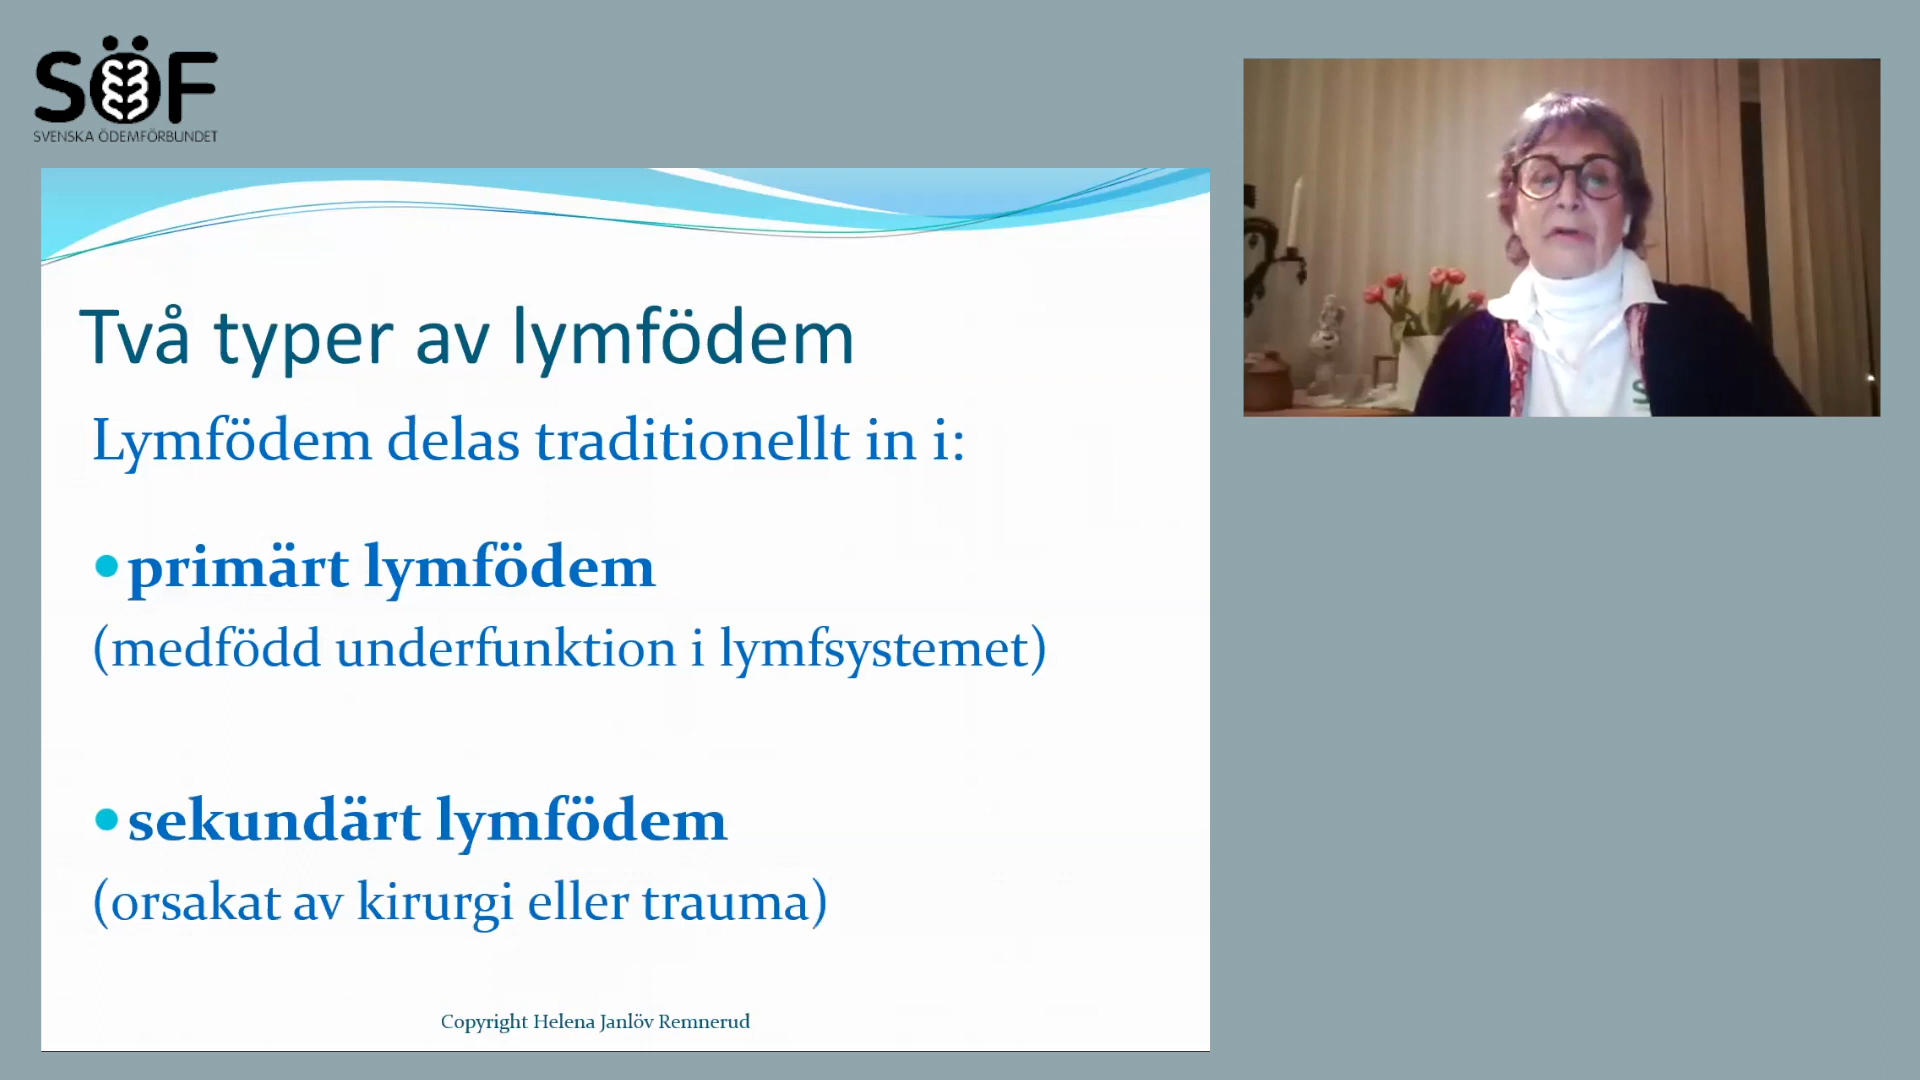 SÖF
SVENSKA ÖDEMFÖRBUNDET
Två typer av lymfödem
Lymfödem delas traditionellt in i:
•primärt lymfödem
(medfödd underfunktion i lymfsystemet)
•sekundärt lymfödem
(orsakat av kirurgi eller trauma)
Copyright Helena Janlöv Remnerud